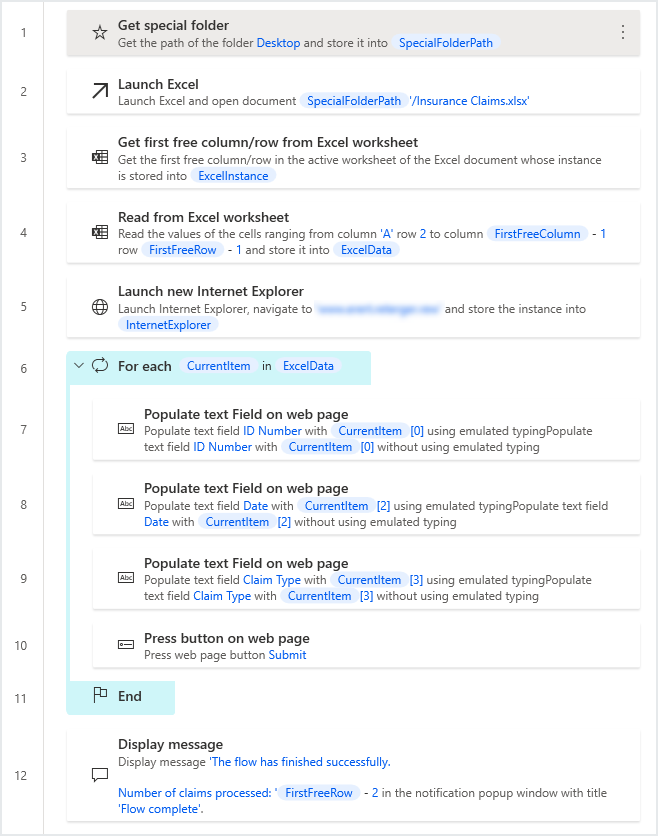 1
Get special folder
Get the path of the folder Desktop and store it into SpecialFolderPath
2
Launch Excel
Launch Excel and open document SpecialFolderPath '/Insurance Claims.xlsx'
3
Get first free column/row from Excel worksheet
Get the first free column/row in the active worksheet of the Excel document whose instance
is stored into ExcelInstance
4
Read from Excel worksheet
Read the values of the cells ranging from column 'A' row 2 to column FirstFreeColumn - 1
row FirstFreeRow - 1 and store it into ExcelData
5
Launch new Internet Explorer
Launch Internet Explorer, navigate to and store the instance into
InternetExplorer
6
For each CurrentItem in ExcelData
7
Abc
Populate text Field on web page
Populate text field ID Number with CurrentItem [0] using emulated typingPopulate
text field ID Number with CurrentItem [0] without using emulated typing
8
Abc
Populate text Field on web page
Populate text field Date with CurrentItem [2] using emulated typingPopulate text field
Date with CurrentItem [2] without using emulated typing
9
Abc
Populate text Field on web page
Populate text field Claim Type with CurrentItem [3] using emulated typingPopulate
text field Claim Type with CurrentItem [3] without using emulated typing
10
Press button on web page
Press web page button Submit
11
End
12
Display message
Display message 'The flow has finished successfully.
Number of claims processed: ' FirstFreeRow - 2 in the notification popup window with title
'Flow complete'.